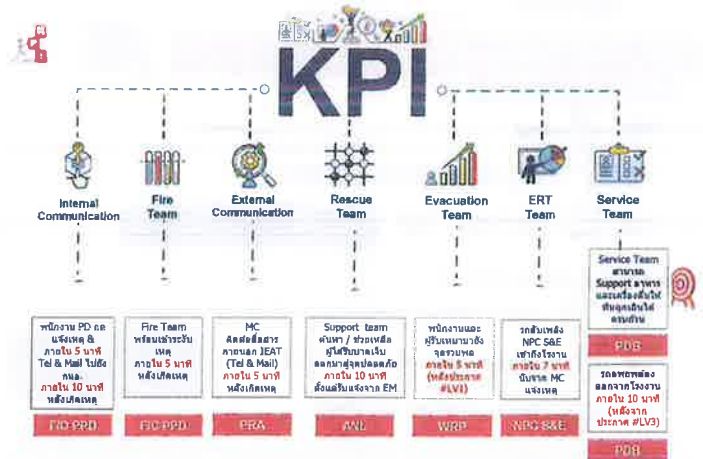 KPI
Internal
Communication
Fire
Team
External
Communication
Rescue
Team
Evacuation
Team
ERT
Team
Service
Team
พนักงาน PD กด
แจ้งเหตุ &
ภายใน 5 นาที
Tel & Mail ไปยัง
กนอ.
ภายใน 10 นาที
หลังเกิดเหตุ
F/C PPD
Fire Team
พร้อมเข้าระงับ
เหตุ
ภายใน 5 นาที
หลังเกิดเหตุ
F/C PPD
MC
ติดต่อสื่อสาร
ภายนอก IEAT
(Tel & Mail)
ภายใน 5 นาที
หลังเกิดเหตุ
PRA
Support team
ค้นหา / ช่วยเหลือ
ผู้ได้รับบาดเจ็บ
ออกมาสู่จุดปลอดภัย
ภายใน 10 นาที
ตั้งแต่รับแจ้งจาก EM
ANL
พนักงานและ
ผู้รับเหมามายัง
จุดรวมพล
ภายใน 5 นาที
(หลังประกาศ
#LV1)
WRP
รถดับเพลิง
NPC S&E
เข้าถึงโรงงาน
ภายใน 7 นาที
นับจาก MC
แจ้งเหตุ
NPC S&E
Service Team
สามารถ
Support อาหาร
และเครื่องดื่มให้
ทีมฉุกเฉินได้
ครบถ้วน
PDB
รถอพยพต้อง
ออกจากโรงงาน
ภายใน 10 นาที
(หลังจาก
ประกาศ #LV3)
PDB